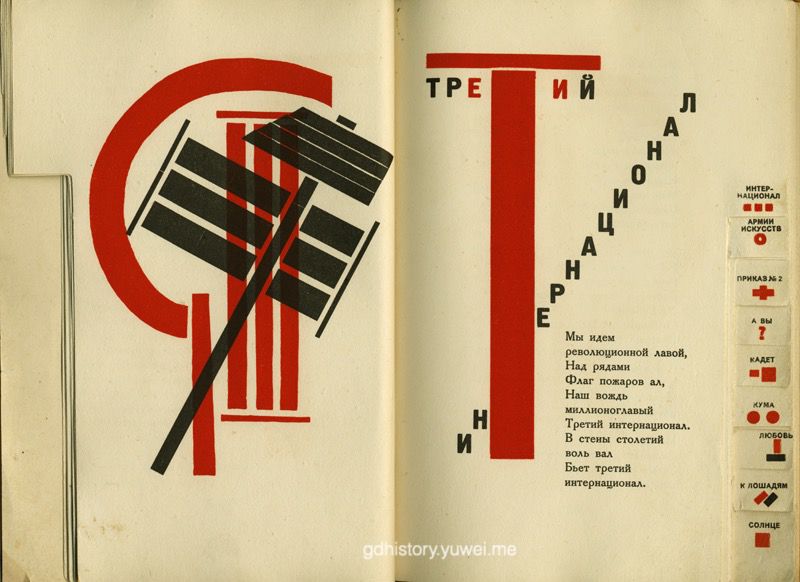 ТРЕТИЙ
ИНТЕРНАЦИОНАЛ
Мы идем
революционной лавой,
Над рядами
Флаг пожаров ал,
Наш вождь
миллионоглавый
Третий интернационал.
В стены столетий
воль вал
Бьет третий
интернационал.
ИНТЕР-
НАЦИОНАЛ
АРМИИ
ИСКУССТВ
ПРИКАЗ № 2
А ВЫ
?
КАДЕТ
КУМА
ЛЮБОВЬ
К ЛОШАДЯМ
СОЛНЦЕ
gdhistory.yuwei.me